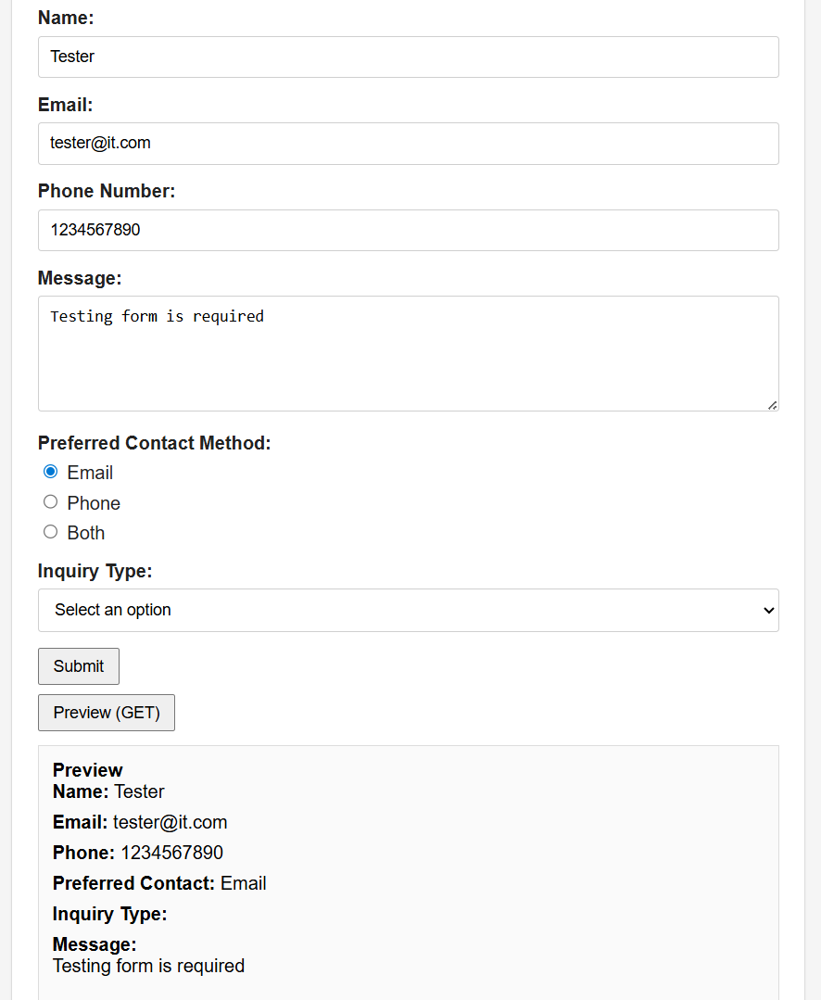 Name:
Tester
Email:
tester@it.com
Phone Number:
1234567890
Message:
Testing form is required
Preferred Contact Method:
Email
Phone
Both
Inquiry Type:
Select an option
Submit
Preview (GET)
Preview
Name: Tester
Email: tester@it.com
Phone: 1234567890
Preferred Contact: Email
Inquiry Type:
Message:
Testing form is required